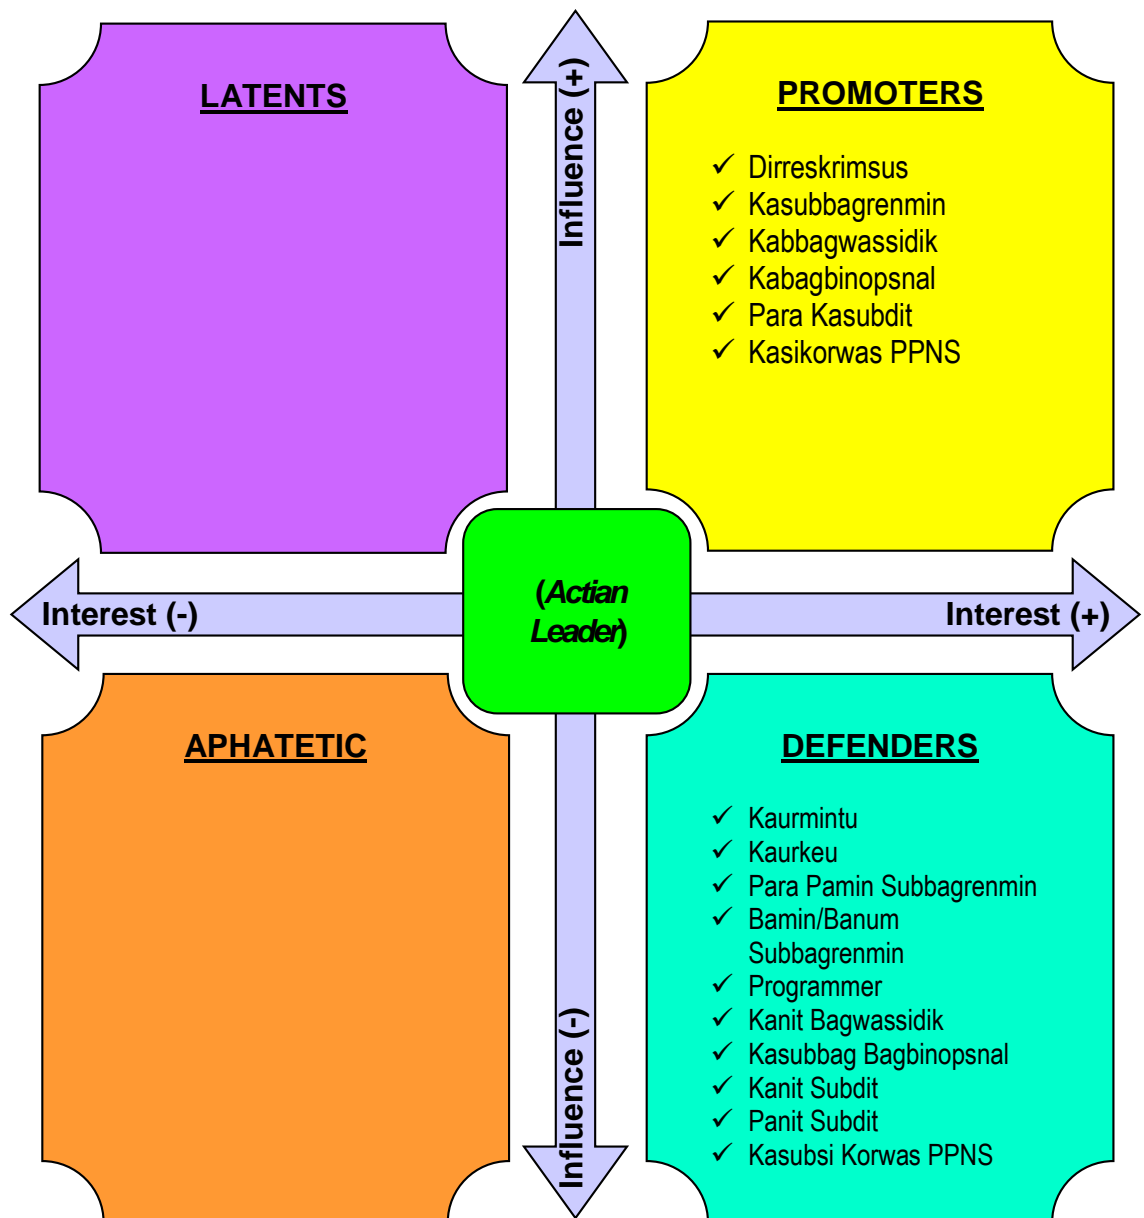 LATENTS
Influence (+)
PROMOTERS
✓ Dirreskrimsus
✓ Kasubbagrenmin
✓ Kabbagwassidik
✓ Kabagbinopsnal
✓ Para Kasubdit
✓ Kasikorwas PPNS
Interest (-)
(Actian
Leader)
Interest (+)
APHATETIC
Influence (-)
DEFENDERS
✓ Kaurmintu
✓ Kaurkeu
✓ Para Pamin Subbagrenmin
✓ Bamin/Banum
Subbagrenmin
✓ Programmer
✓ Kanit Bagwassidik
✓ Kasubbag Bagbinopsnal
✓ Kanit Subdit
✓ Panit Subdit
✓ Kasubsi Korwas PPNS